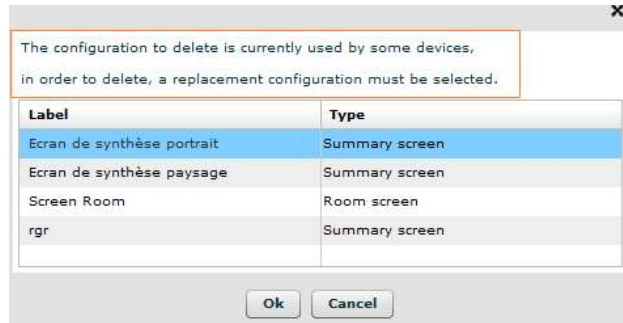 x
The configuration to delete is currently used by some devices,
in order to delete, a replacement configuration must be selected.
Label Type
Ecran de synthèse portrait Summary screen
Ecran de synthèse paysage Summary screen
Screen Room Room screen
rgr Summary screen
Ok Cancel